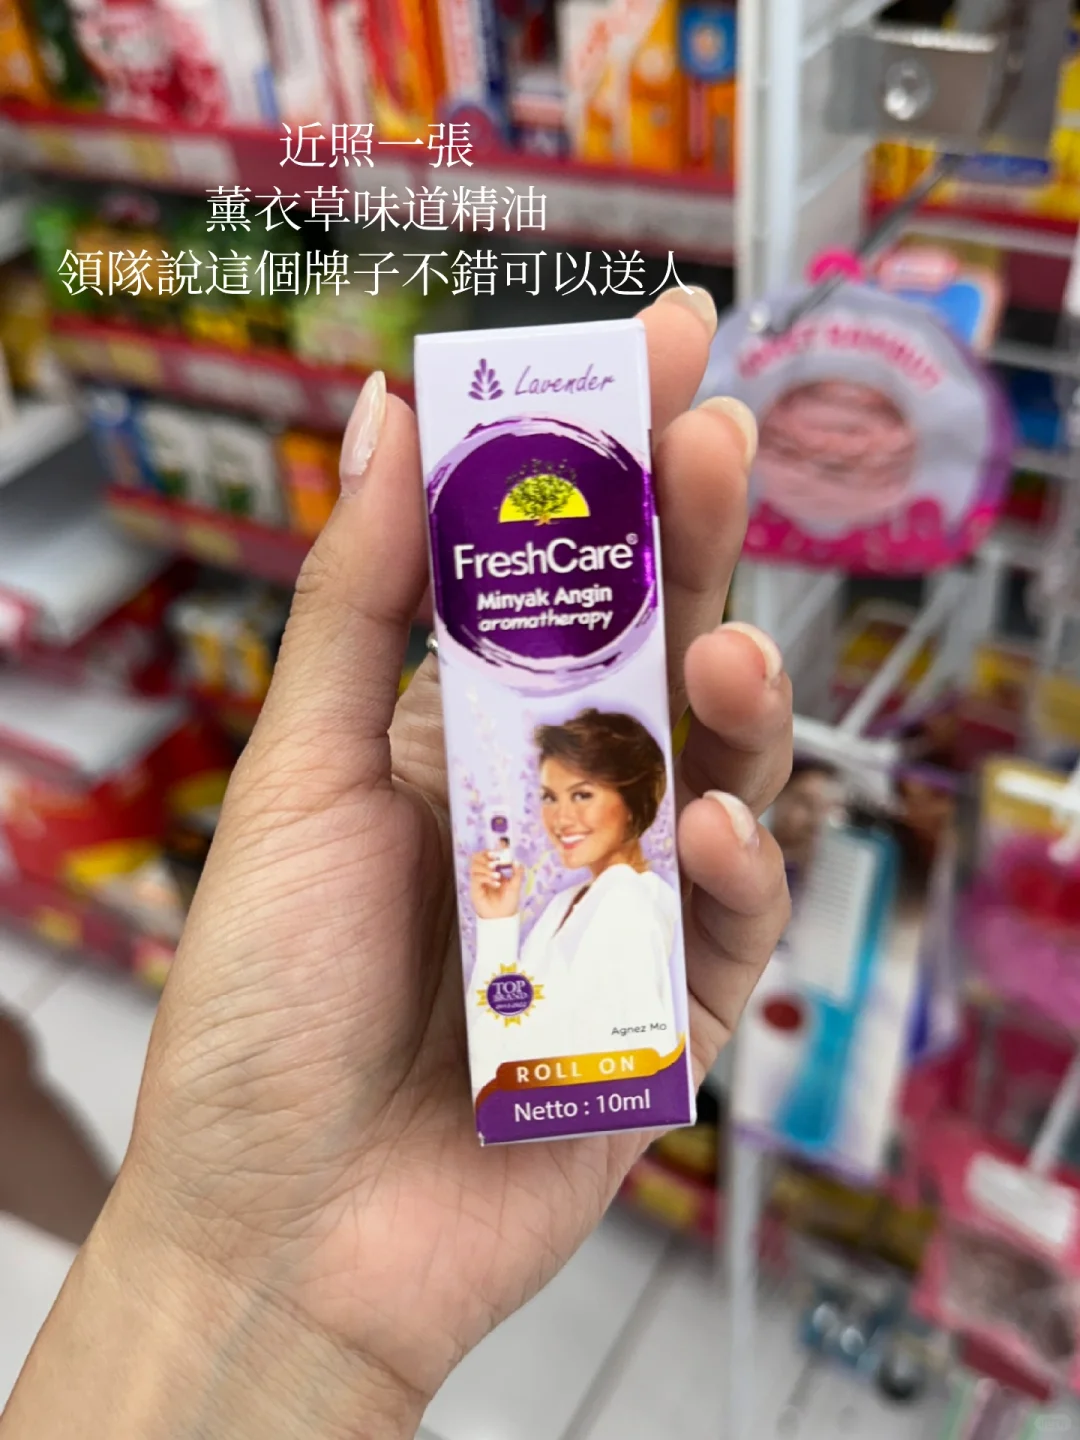 近照一張
薰衣草味道精油
領隊說這個牌子不錯可以送人
Lavender
FreshCare®
Minyak Angin
aromatherapy
TOP
BRAND
Agnez Mo
ROLL ON
Netto : 10ml